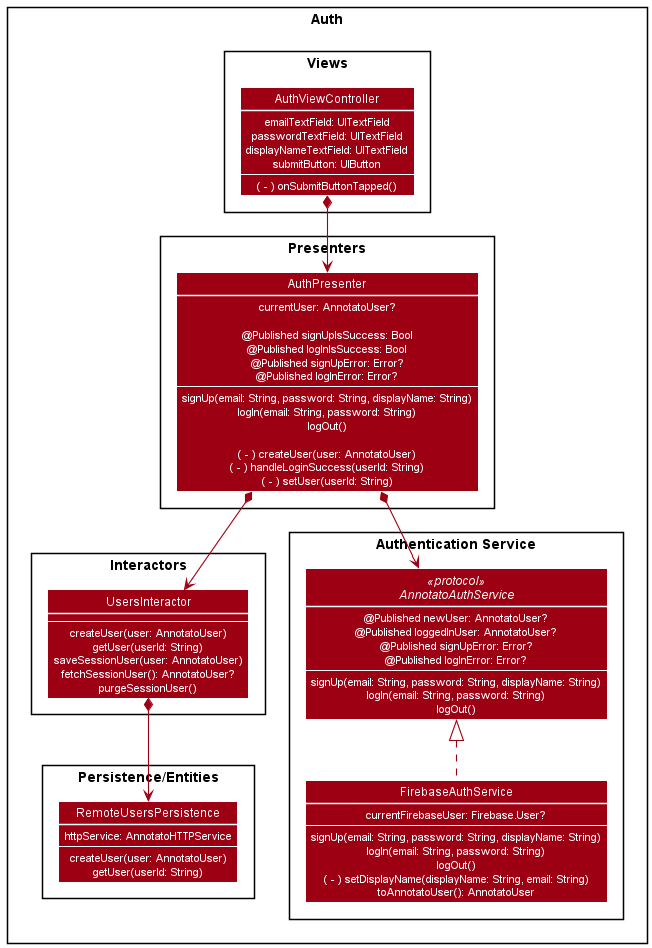 Auth
Views
AuthViewController
emailTextField: UITextField
passwordTextField: UITextField
displayNameTextField: UITextField
submitButton: UIButton
( - ) onSubmitButtonTapped()
Presenters
AuthPresenter
currentUser: AnnotatoUser?
@Published signUpIsSuccess: Bool
@Published logInIsSuccess: Bool
@Published signUpError: Error?
@Published logInError: Error?
signUp(email: String, password: String, displayName: String)
logIn(email: String, password: String)
logOut()
( - ) createUser(user: AnnotatoUser)
( - ) handleLoginSuccess(userId: String)
( - ) setUser(userId: String)
Interactors
UsersInteractor
createUser(user: AnnotatoUser)
getUser(userId: String)
saveSessionUser(user: AnnotatoUser)
fetchSessionUser(): AnnotatoUser?
purgeSessionUser()
Authentication Service
«protocol»
AnnotatoAuthService
@Published newUser: AnnotatoUser?
@Published loggedInUser: AnnotatoUser?
@Published signUpError: Error?
@Published logInError: Error?
signUp(email: String, password: String, displayName: String)
logIn(email: String, password: String)
logOut()
Persistence/Entities
RemoteUsersPersistence
httpService: AnnotatoHTTPService
createUser(user: AnnotatoUser)
getUser(userId: String)
FirebaseAuthService
currentFirebaseUser: Firebase.User?
signUp(email: String, password: String, displayName: String)
logIn(email: String, password: String)
logOut()
( - ) setDisplayName(displayName: String, email: String)
toAnnotatoUser(): AnnotatoUser